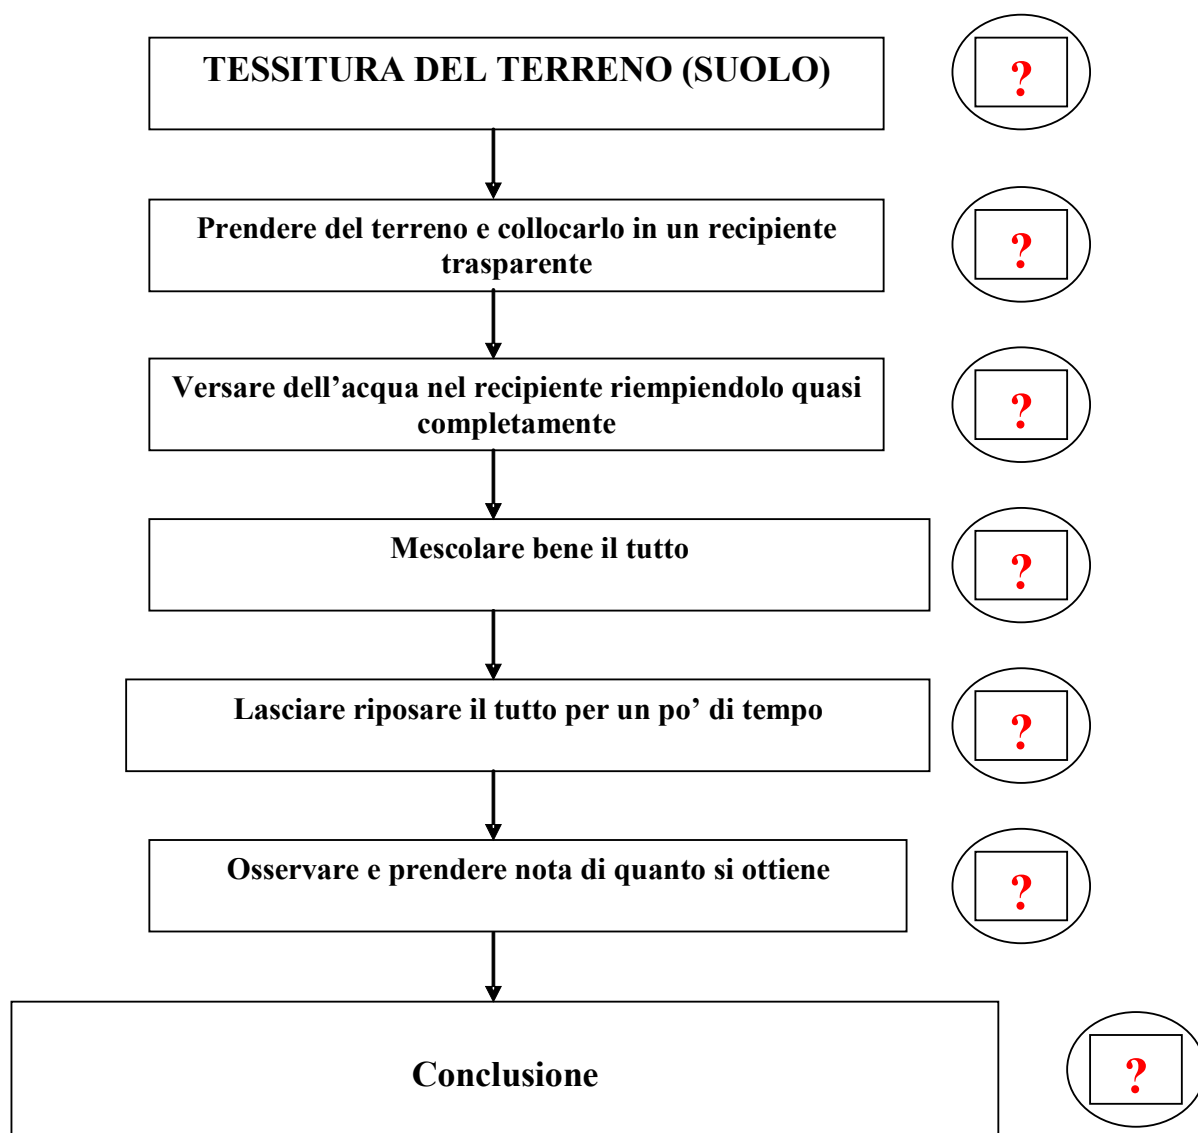 TESSITURA DEL TERRENO (SUOLO)
?
Prendere del terreno e collocarlo in un recipiente
trasparente
?
Versare dell’acqua nel recipiente riempiendolo quasi
completamente
?
Mescolare bene il tutto
?
Lasciare riposare il tutto per un po’ di tempo
?
Osservare e prendere nota di quanto si ottiene
?
Conclusione
?